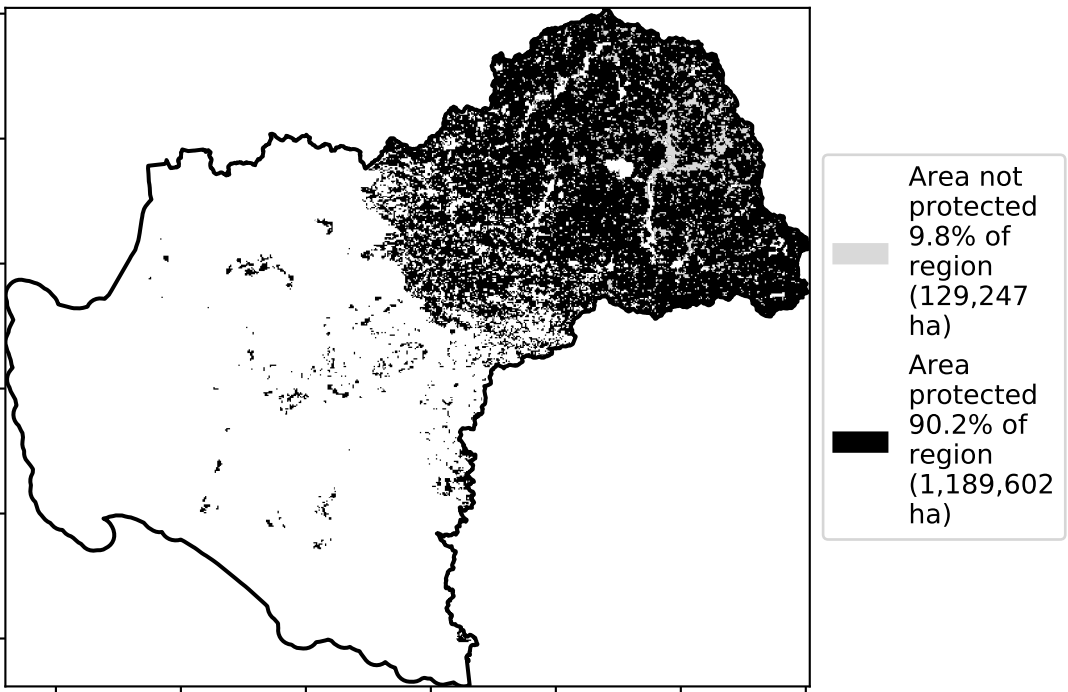 Area not
protected
9.8% of
region
(129,247
ha)
Area
protected
90.2% of
region
(1,189,602
ha)